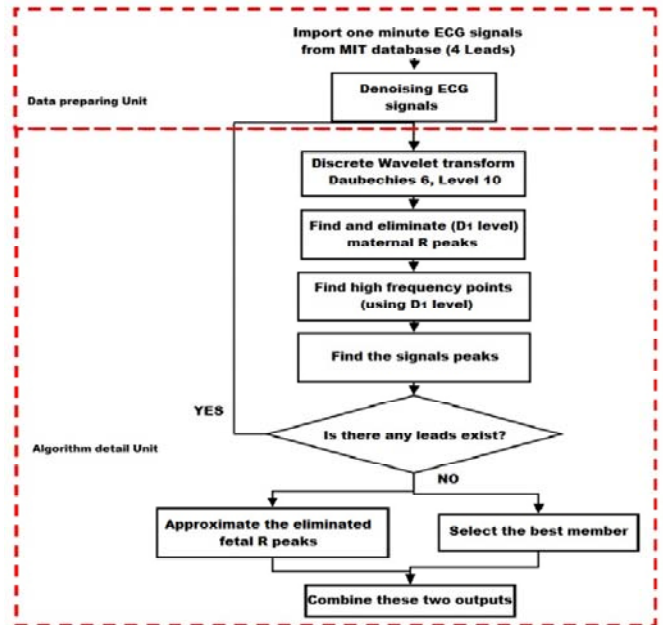 Import one minute ECG signals
from MIT database (4 Leads)
Data preparing Unit
Denoising ECG
signals
Discrete Wavelet transform
Daubechies 6, Level 10
Find and eliminate (D1 level)
maternal R peaks
Find high frequency points
(using D1 level)
Find the signals peaks
YES
Is there any leads exist?
Algorithm detail Unit
NO
Approximate the eliminated
fetal R peaks
Select the best member
Combine these two outputs